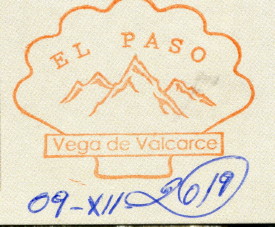 EL PASO
Vega de Valcarce
09-XII-2019